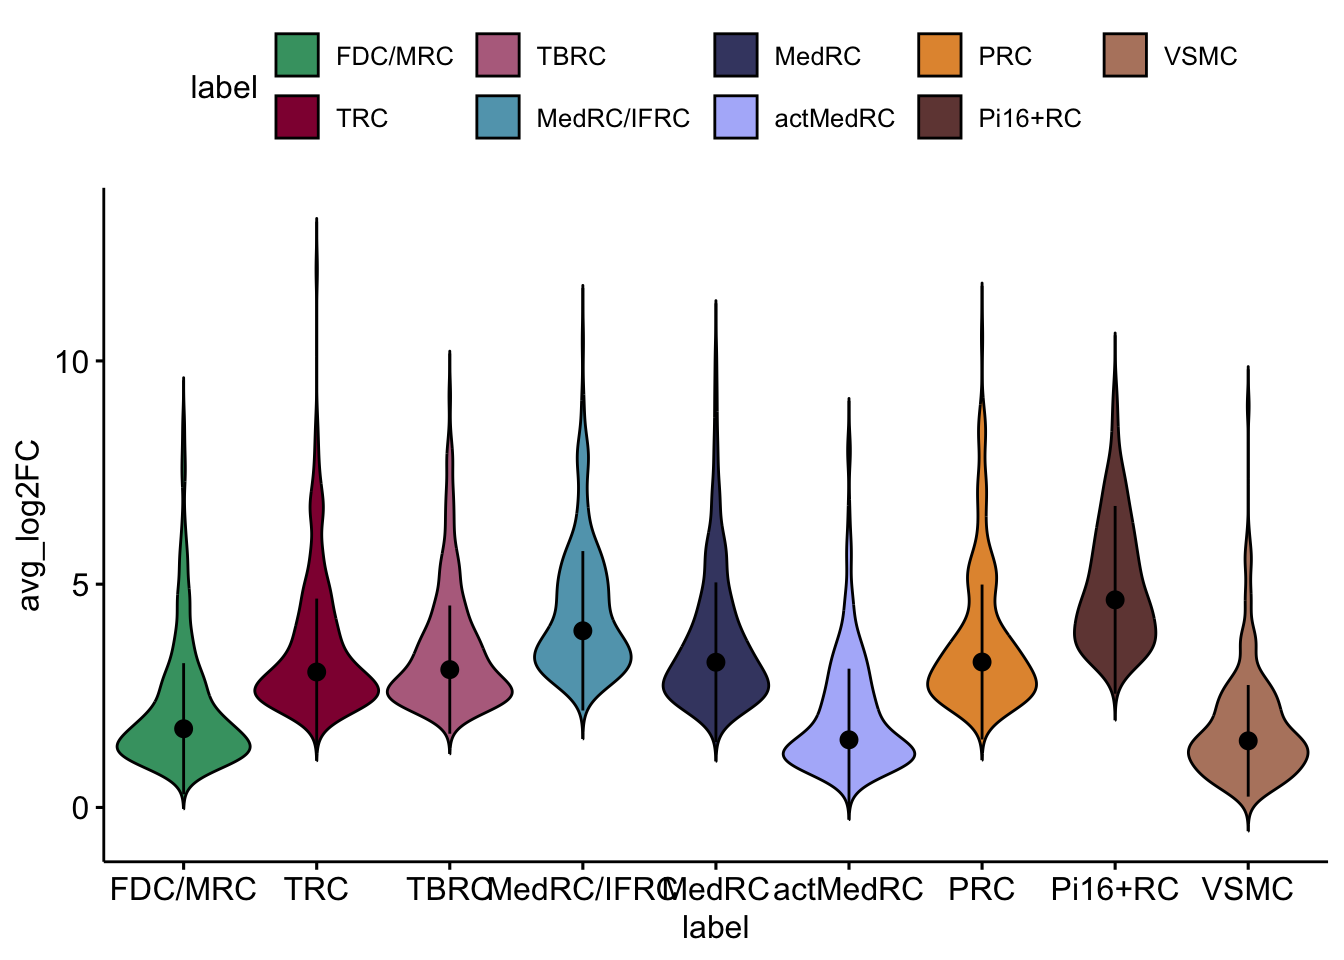 label
FDC/MRC TBRC MedRC PRC VSMC
TRC MedRC/IFRC actMedRC Pi16+RC
avg_log2FC
10
5
0
FDC/MRC TRC TBRC MedRC/IFRC MedRC actMedRC PRC Pi16+RC VSMC
label